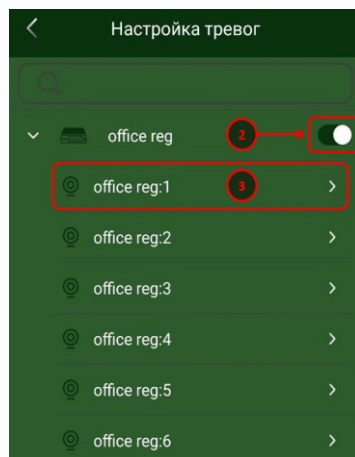 Настройка тревог
office reg
2
office reg:1
3
office reg:2
office reg:3
office reg:4
office reg:5
office reg:6